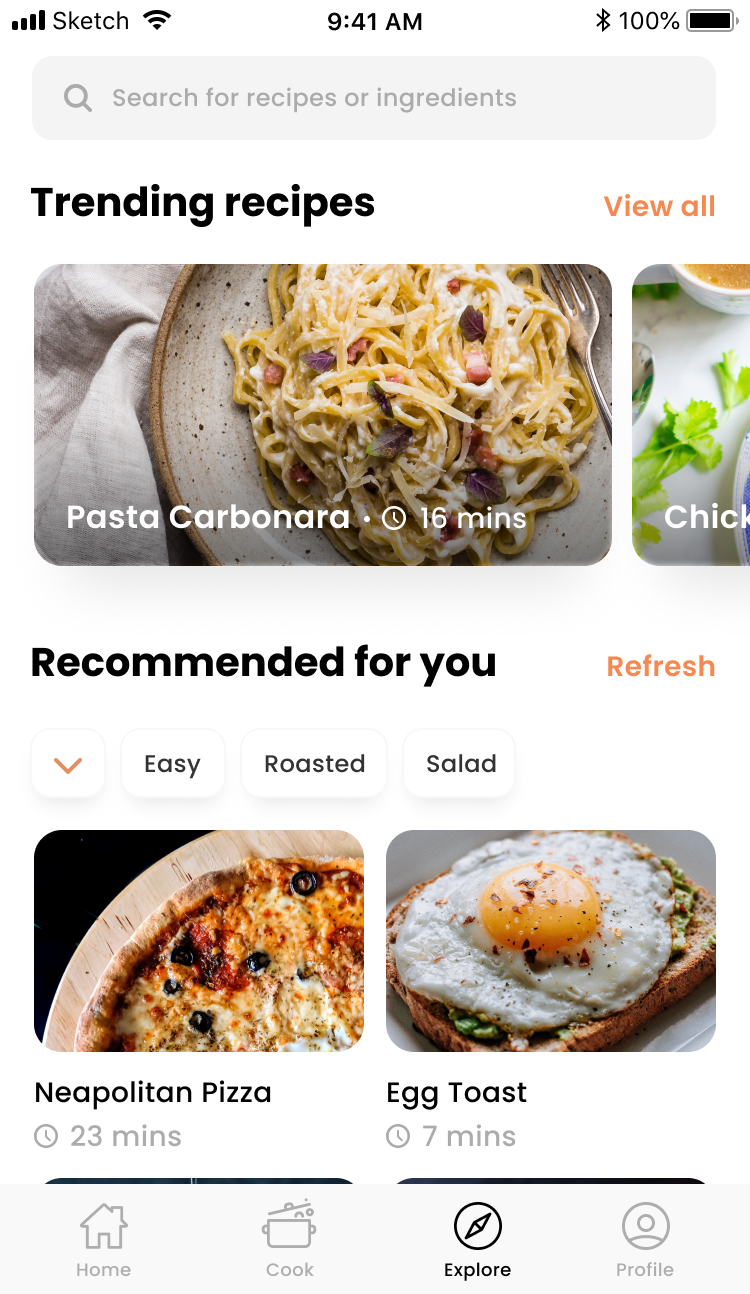 Sketch 9:41 AM 100%
Search for recipes or ingredients
Trending recipes View all
Pasta Carbonara • 16 mins
Chick
Recommended for you Refresh
Easy Roasted Salad
Neapolitan Pizza Egg Toast
23 mins 7 mins
Home Cook Explore Profile